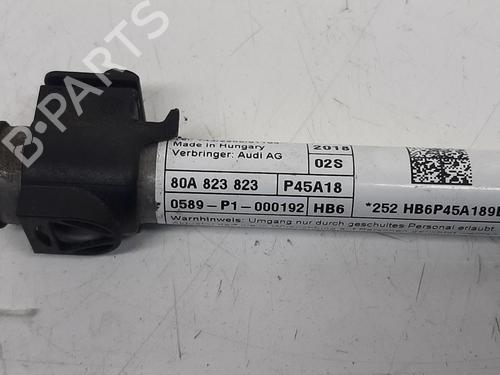 B-PARTS
Made in Hungary 2018
Verbringer: Audi AG 02S
80A 823 823 P45A18
0589-P1-000192 HB6 *252 HB6P45A189
Warnhinweis: Umgang nur durch geschultes Personal erlaubt.